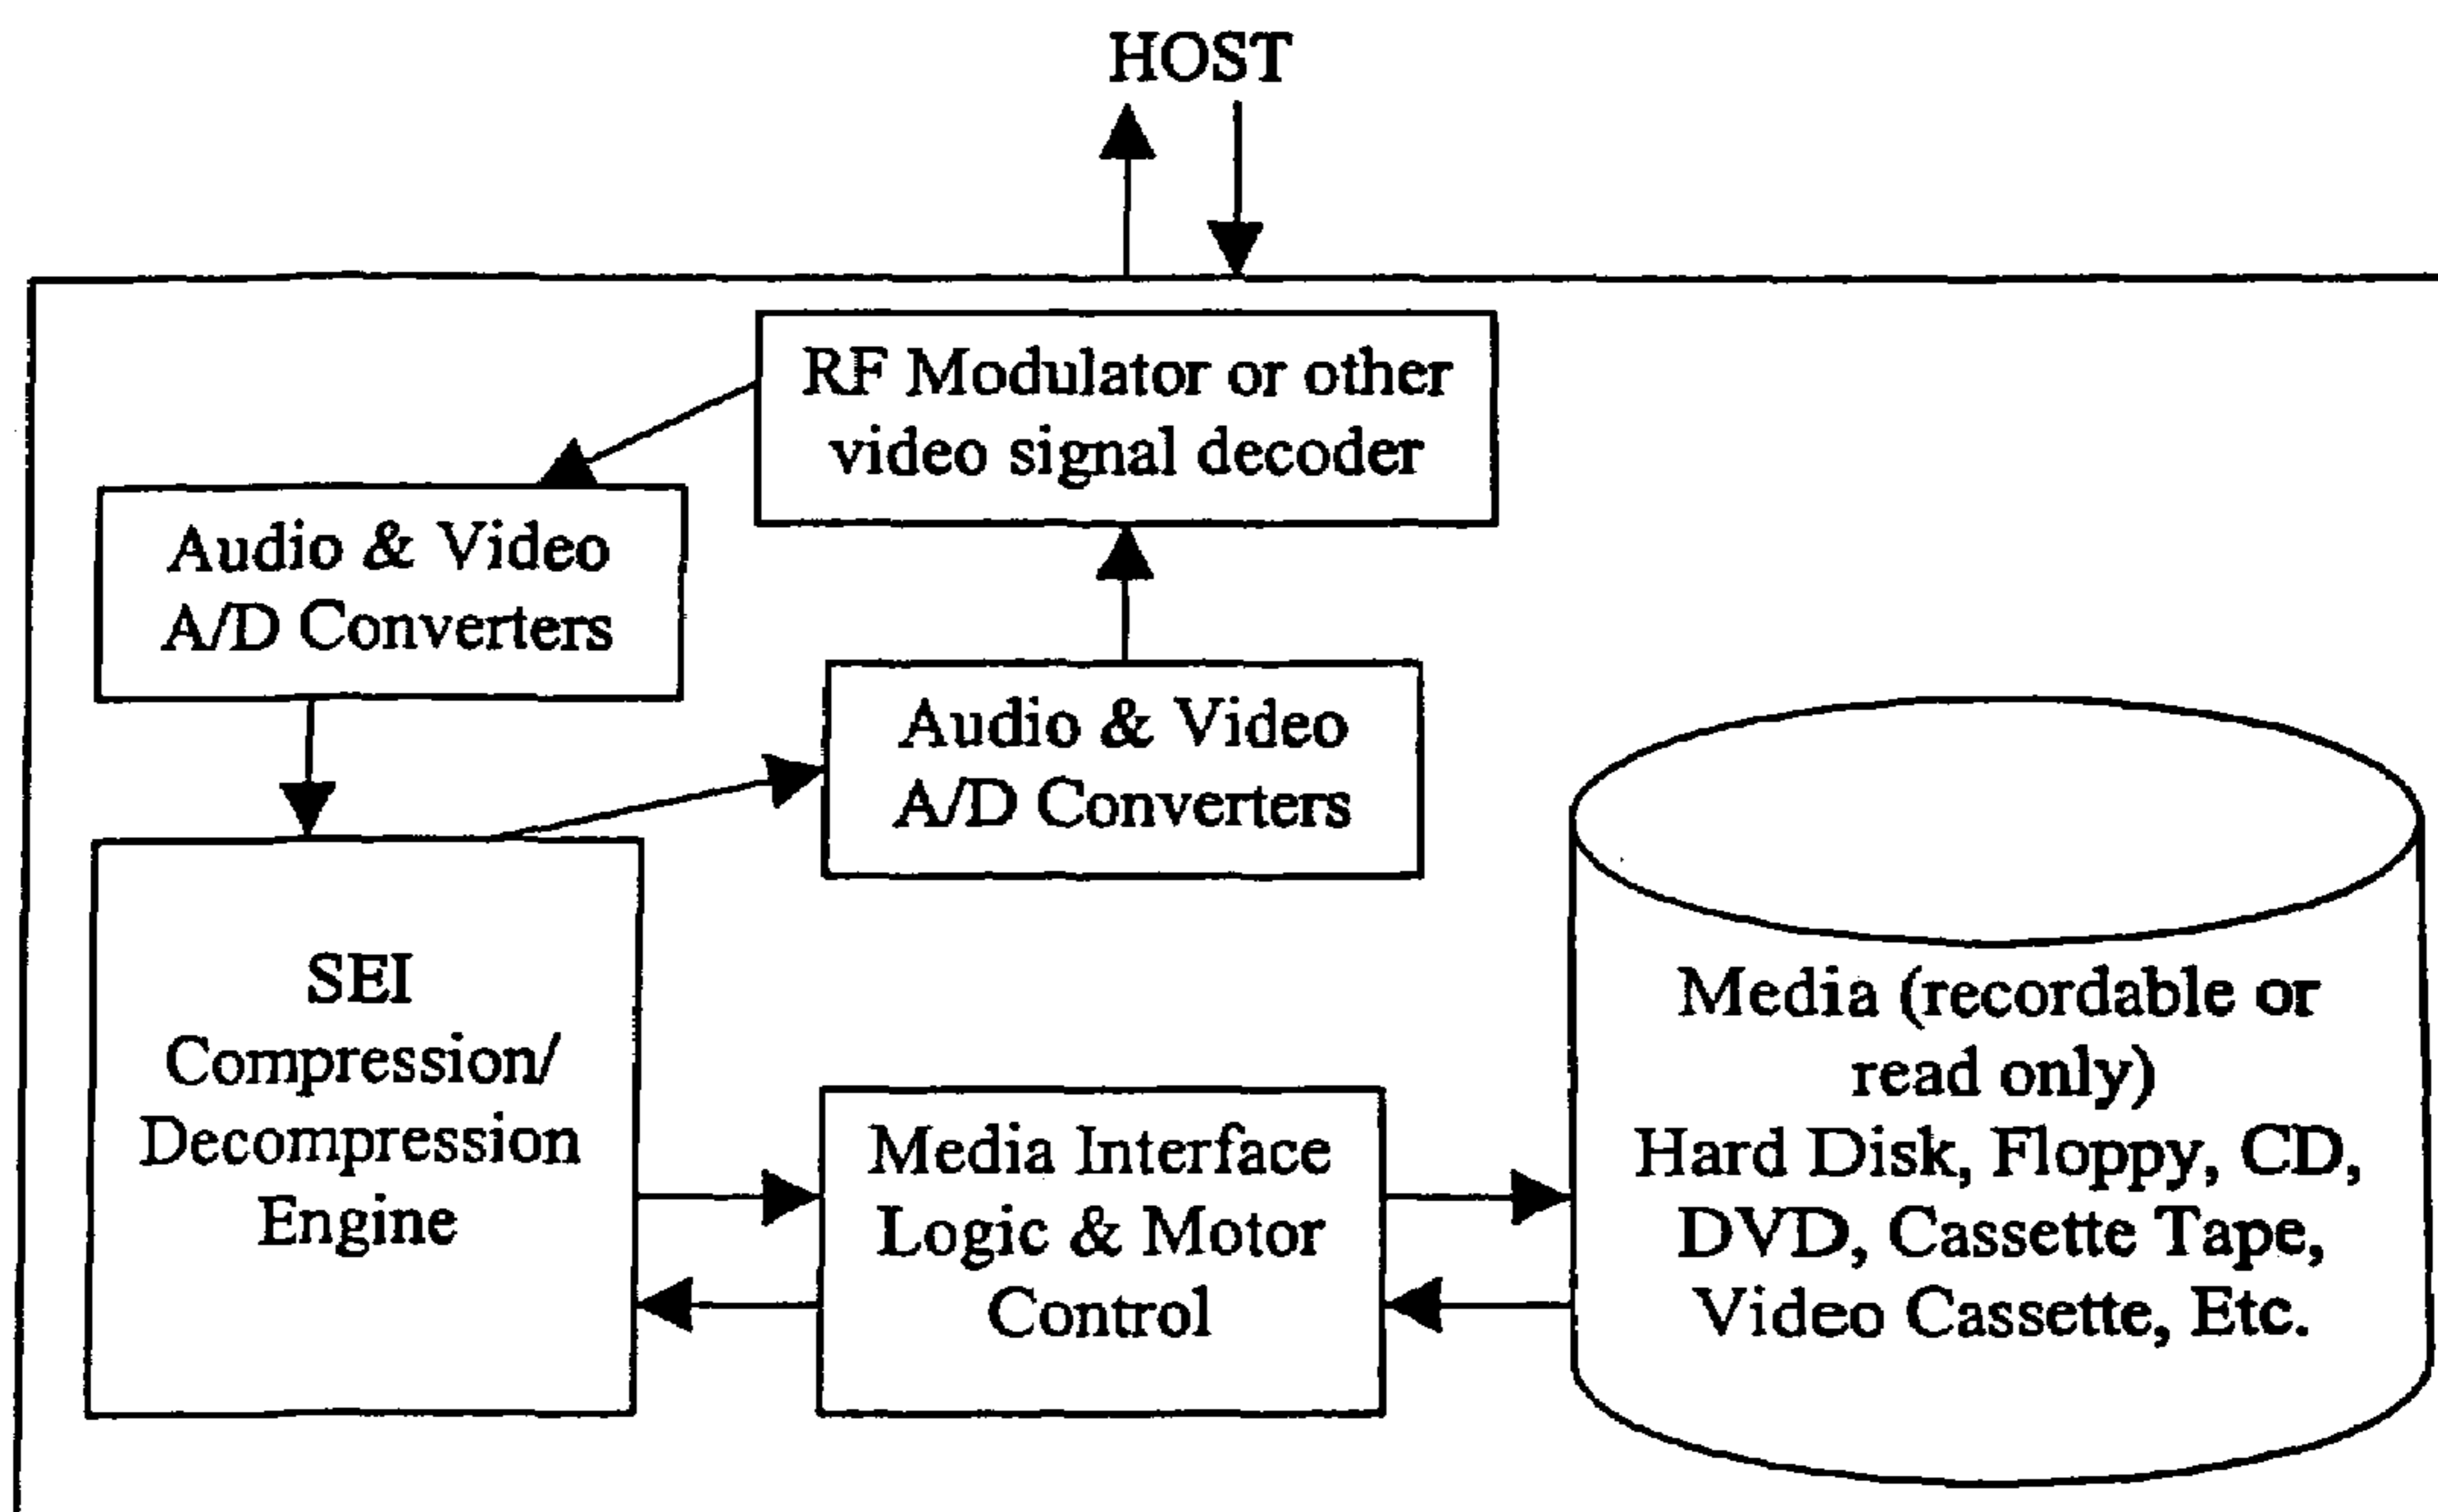 HOST
RF Modulator or other
video signal decoder
Audio & Video
A/D Converters
Audio & Video
A/D Converters
SEI
Compression/
Decompression
Engine
Media Interface
Logic & Motor
Control
Media (recordable or
read only)
Hard Disk, Floppy, CD,
DVD, Cassette Tape,
Video Cassette, Etc.